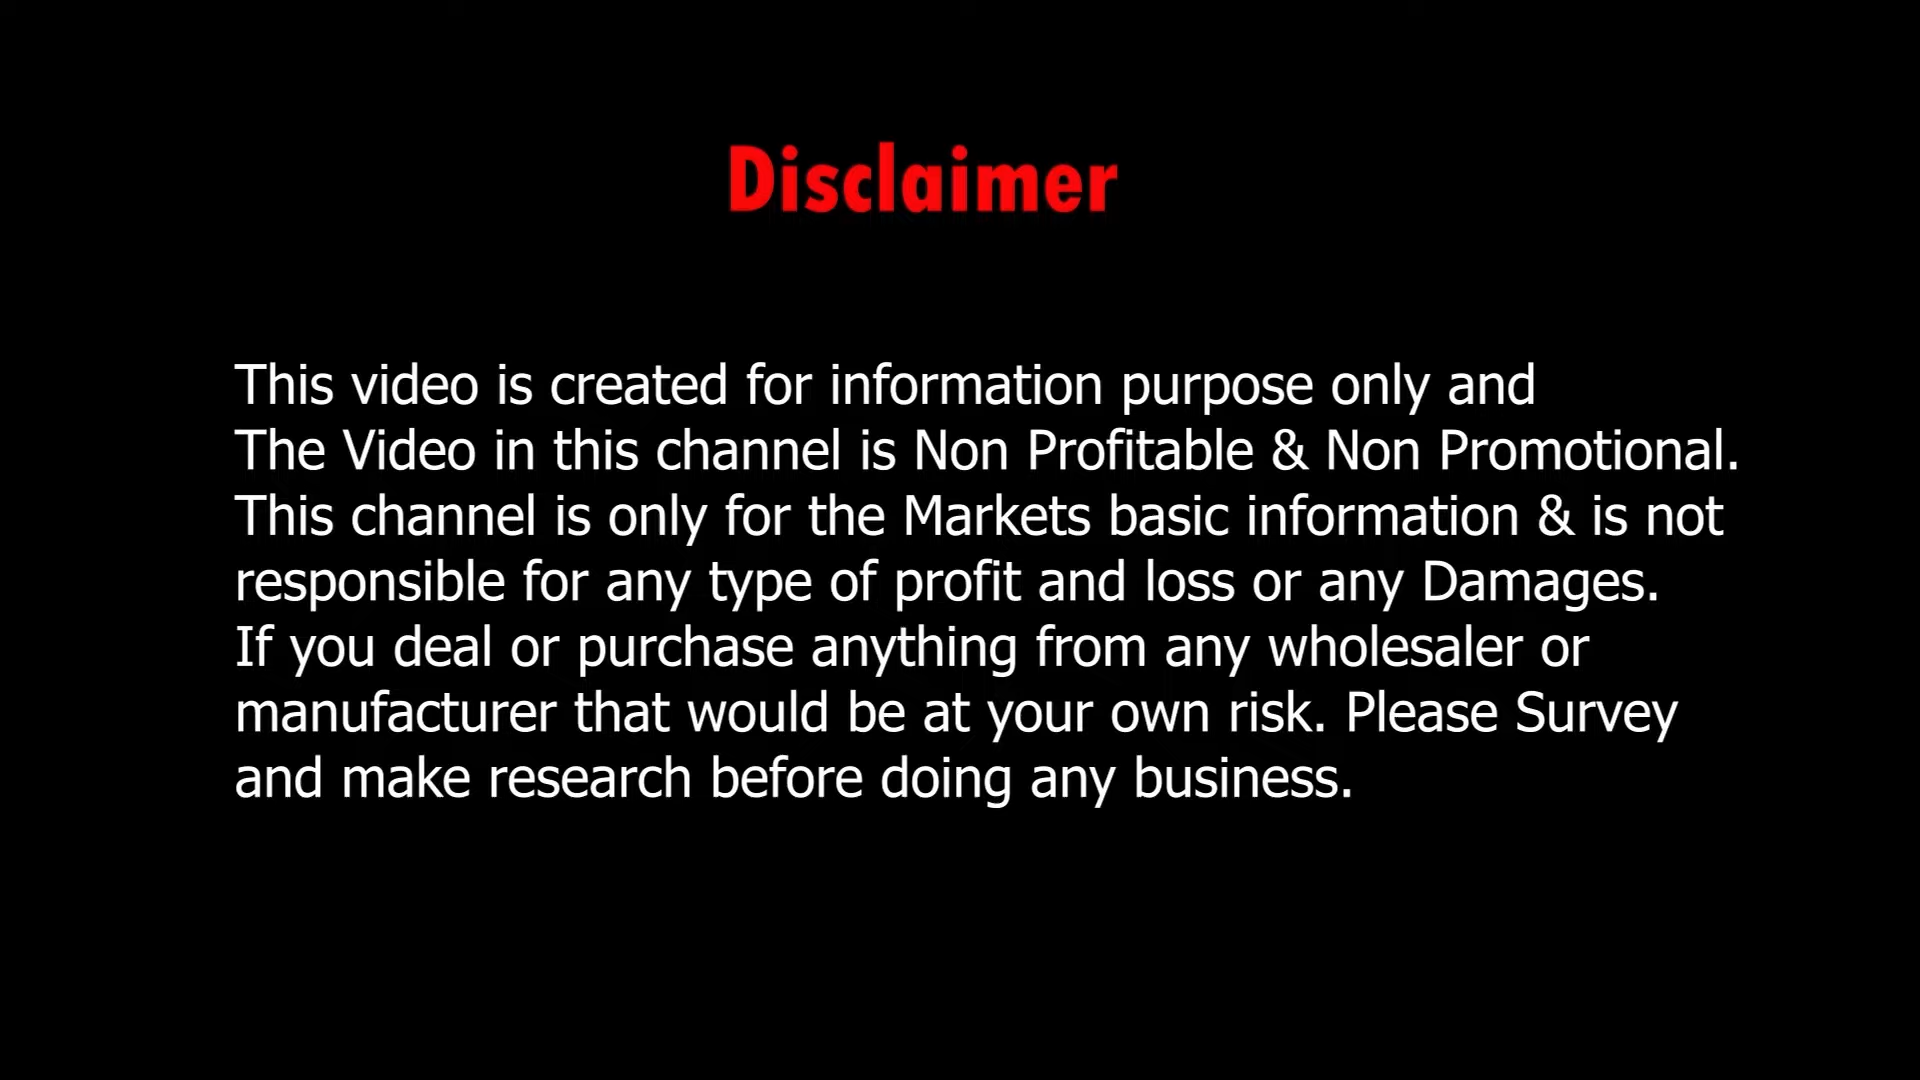 Disclaimer
This video is created for information purpose only and
The Video in this channel is Non Profitable & Non Promotional.
This channel is only for the Markets basic information & is not
responsible for any type of profit and loss or any Damages.
If you deal or purchase anything from any wholesaler or
manufacturer that would be at your own risk. Please Survey
and make research before doing any business.